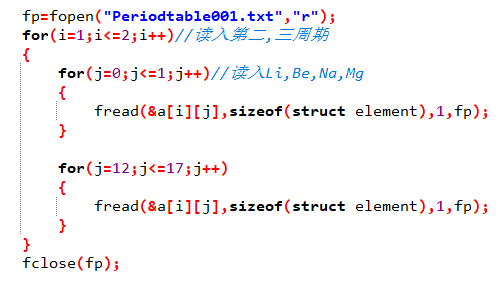 fp=fopen("Periodtable001.txt","r");
for(i=1;i<=2;i++)//读入第二,三周期
{
for(j=0;j<=1;j++)//读入Li,Be,Na,Mg
{
fread(&a[i][j],sizeof(struct element),1,fp);
}
for(j=12;j<=17;j++)
{
fread(&a[i][j],sizeof(struct element),1,fp);
}
}
fclose(fp);